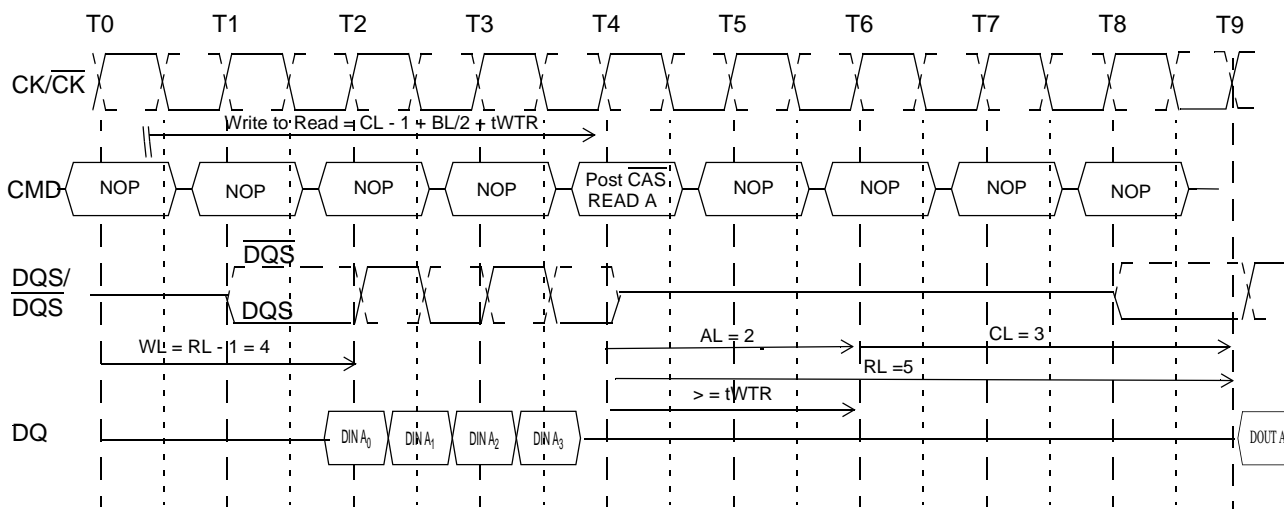 T0 T1 T2 T3 T4 T5 T6 T7 T8 T9
CK/CK
Write to Read = CL - 1 + BL/2 + tWTR
CMD NOP NOP NOP NOP Post CAS READ A NOP NOP NOP NOP
DQS
DQS/
DQS
DQS
WL = RL - 1 = 4
AL = 2
CL = 3
RL =5
> = tWTR
DQ DIN A0 DIN A1 DIN A2 DIN A3 DOUT A